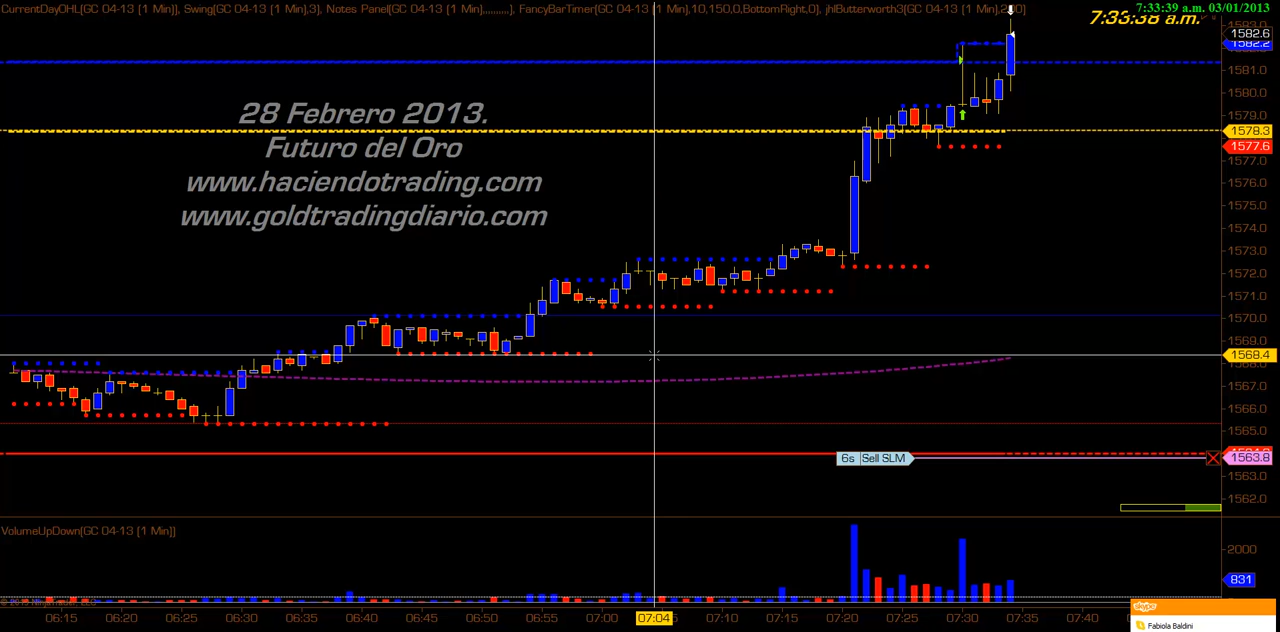 CurrentDayOHL(GC 04-13 (1 Min)), Swing(GC 04-13 (1 Min),3), Notes Panel(GC 04-13 (1 Min),,,,,,,,,,), FancyBarTimer(GC 04-13 (1 Min),10,150,0,BottomRight,0), jhlButterworth3(GC 04-13 (1 Min),
7:33:39 a.m. 03/01/2013
7:33:38 a.m.
1583.0
1582.6
1582.2
1581.0
1580.0
1579.0
1578.3
1577.6
1577.0
1576.0
1575.0
1574.0
1573.0
1572.0
1571.0
1570.0
1569.0
1568.4
1567.0
1566.0
1565.0
1563.8
1563.0
1562.0
28 Febrero 2013.
Futuro del Oro
www.haciendotrading.com
www.goldtradingdiario.com
6s Sell SLM
VolumeUpDown(GC 04-13 (1 Min))
2000
831
06:15 06:20 06:25 06:30 06:35 06:40 06:45 06:50 06:55 07:00 07:04 07:10 07:15 07:20 07:25 07:30 07:35 07:40
skype
Fabiola Baldini